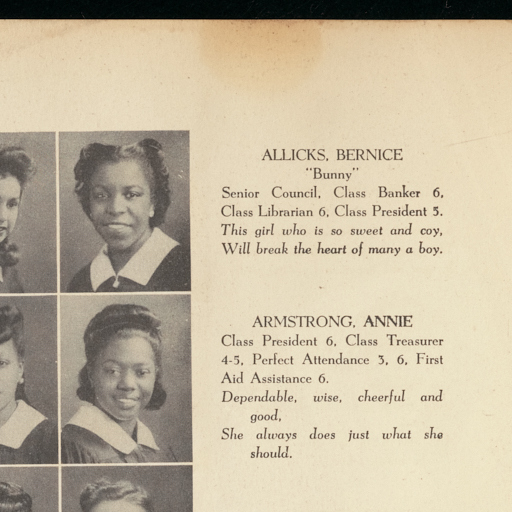 ALLICKS, BERNICE
"Bunny"
Senior Council, Class Banker 6,
Class Librarian 6, Class President 5.
This girl who is so sweet and coy,
Will break the heart of many a boy.
ARMSTRONG, ANNIE
Class President 6, Class Treasurer
4-5, Perfect Attendance 3, 6, First
Aid Assistance 6.
Dependable, wise, cheerful and
good,
She always does just what she
should.